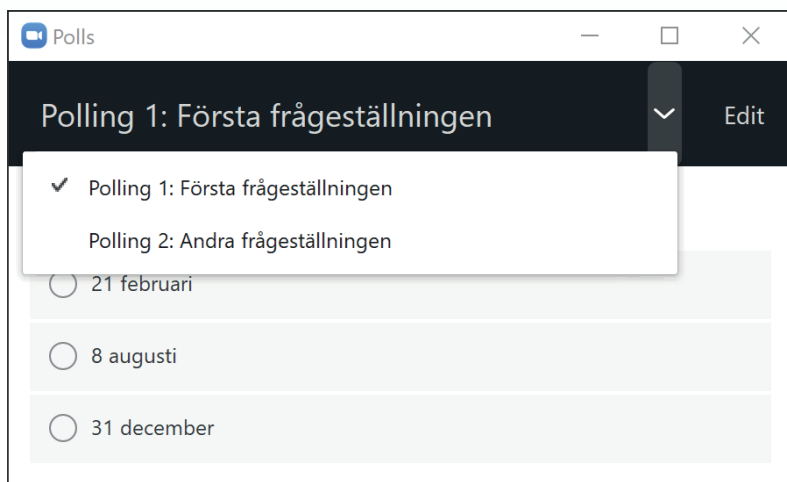 Polls
Polling 1: Första frågeställningen
Edit
Polling 1: Första frågeställningen
Polling 2: Andra frågeställningen
21 februari
8 augusti
31 december